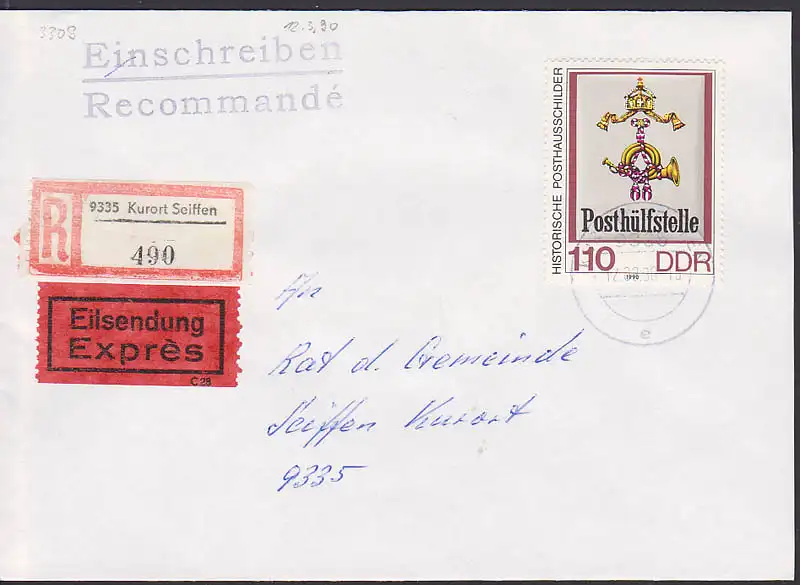 3308
12.3.90
Einschreiben
Recommandé
HISTORISCHE POSTHAUSSCHILDER
Posthülfstelle
110 DDR
1990
e
R
9335 Kurort Seiffen
490
Eilsendung
Exprès
C 28
An
Rat d. Gemeinde
Seiffen Kurort
9335